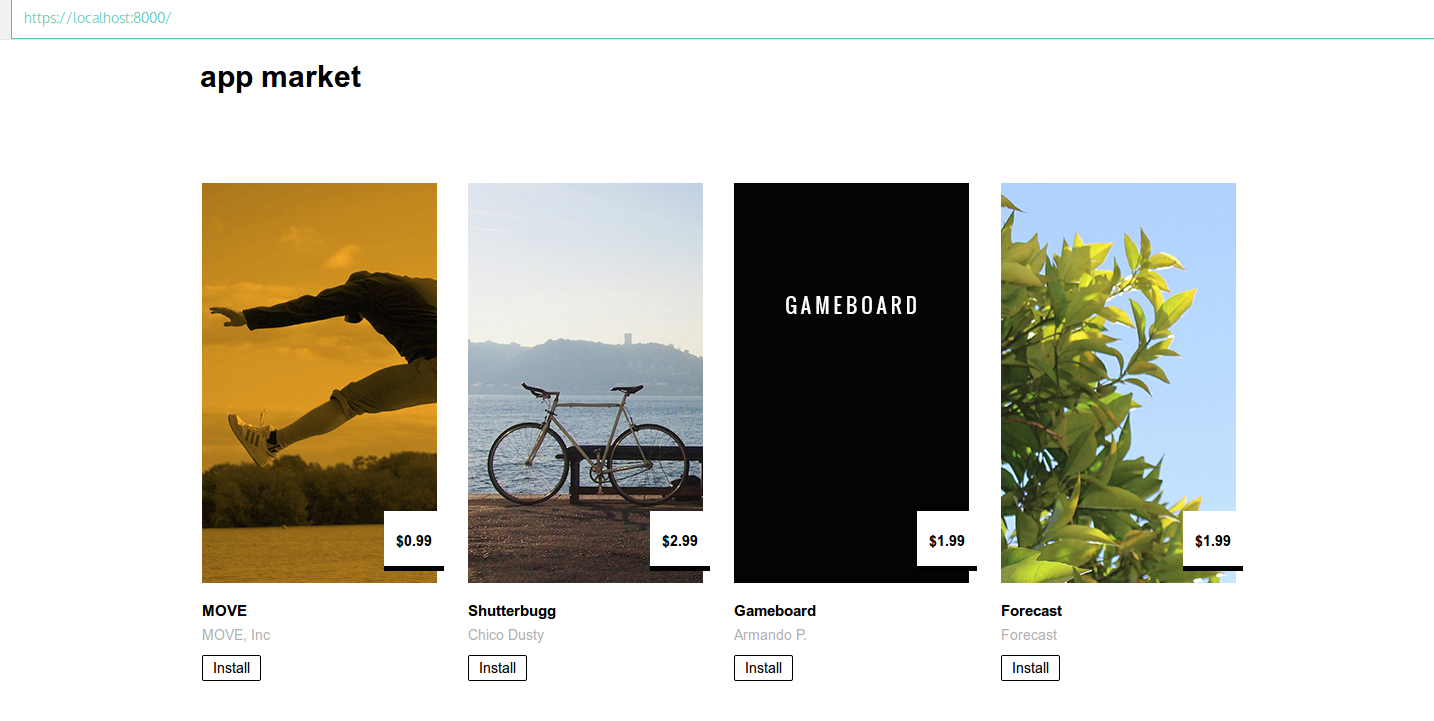 https://localhost:8000/
app market
GAMEBOARD
$0.99
$2.99
$1.99
$1.99
MOVE
Shutterbugg
Gameboard
Forecast
MOVE, Inc
Chico Dusty
Armando P.
Forecast
Install
Install
Install
Install